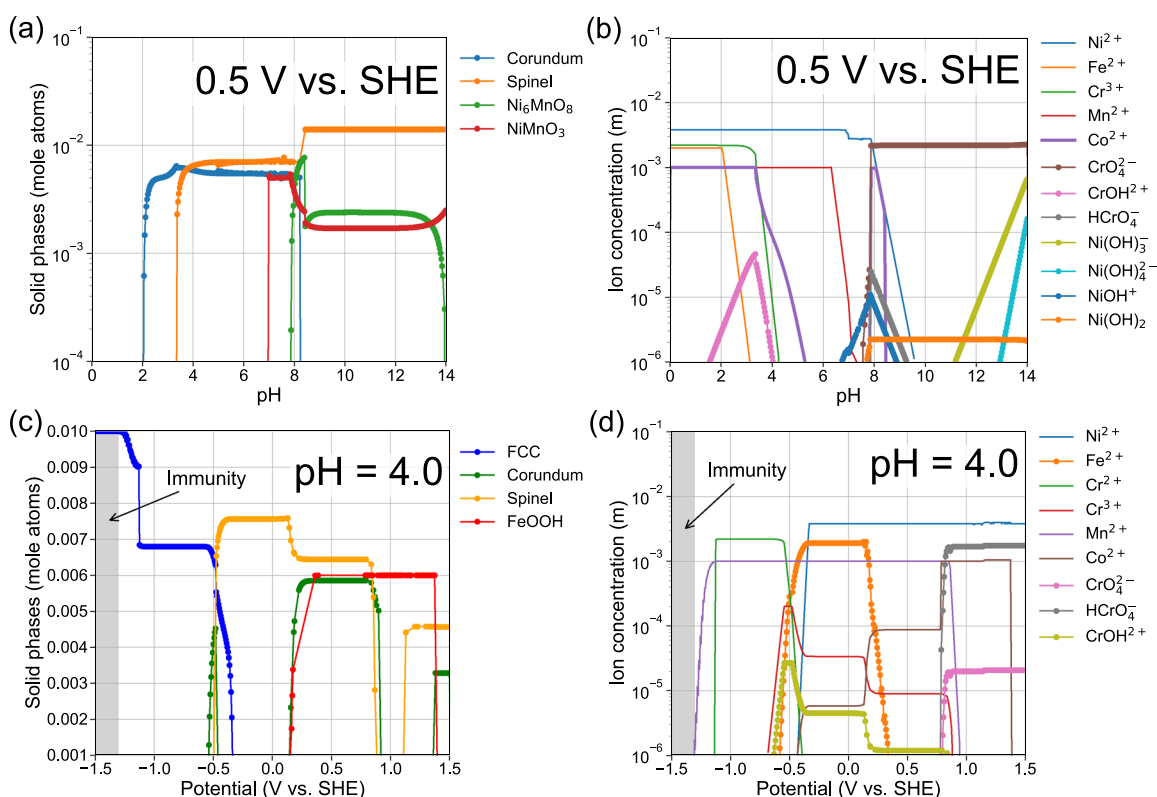 (a)
0.5 V vs. SHE
Solid phases (mole atoms)
10⁻¹
10⁻²
10⁻³
10⁻⁴
0 2 4 6 8 10 12 14
pH
Corundum
Spinel
Ni₆MnO₈
NiMnO₃
(b)
0.5 V vs. SHE
Ion concentration (m)
10⁻¹
10⁻²
10⁻³
10⁻⁴
10⁻⁵
10⁻⁶
0 2 4 6 8 10 12 14
pH
Ni²⁺
Fe²⁺
Cr³⁺
Mn²⁺
Co²⁺
CrO₄²⁻
CrOH²⁺
HCrO₄⁻
Ni(OH)₃⁻
Ni(OH)₄²⁻
NiOH⁺
Ni(OH)₂
(c)
pH = 4.0
Immunity
Solid phases (mole atoms)
0.010
0.009
0.008
0.007
0.006
0.005
0.004
0.003
0.002
0.001
−1.5 −1.0 −0.5 0.0 0.5 1.0 1.5
Potential (V vs. SHE)
FCC
Corundum
Spinel
FeOOH
(d)
pH = 4.0
Immunity
Ion concentration (m)
10⁻¹
10⁻²
10⁻³
10⁻⁴
10⁻⁵
10⁻⁶
−1.5 −1.0 −0.5 0.0 0.5 1.0 1.5
Potential (V vs. SHE)
Ni²⁺
Fe²⁺
Cr²⁺
Cr³⁺
Mn²⁺
Co²⁺
CrO₄²⁻
HCrO₄⁻
CrOH²⁺